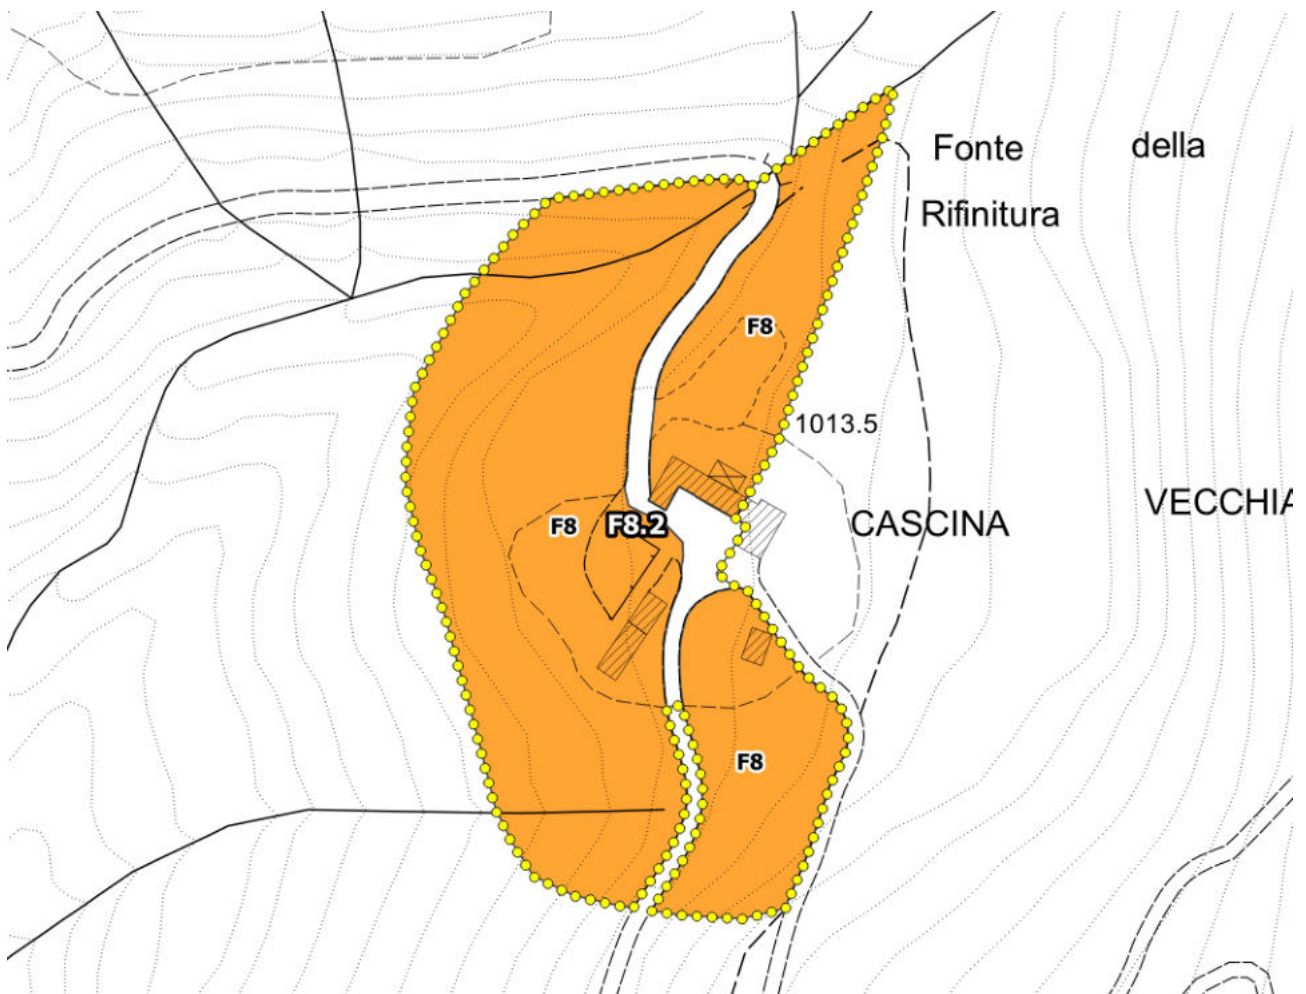 Fonte della
Rifinitura
F8
1013.5
F8
F8.2
CASCINA VECCHIA
F8